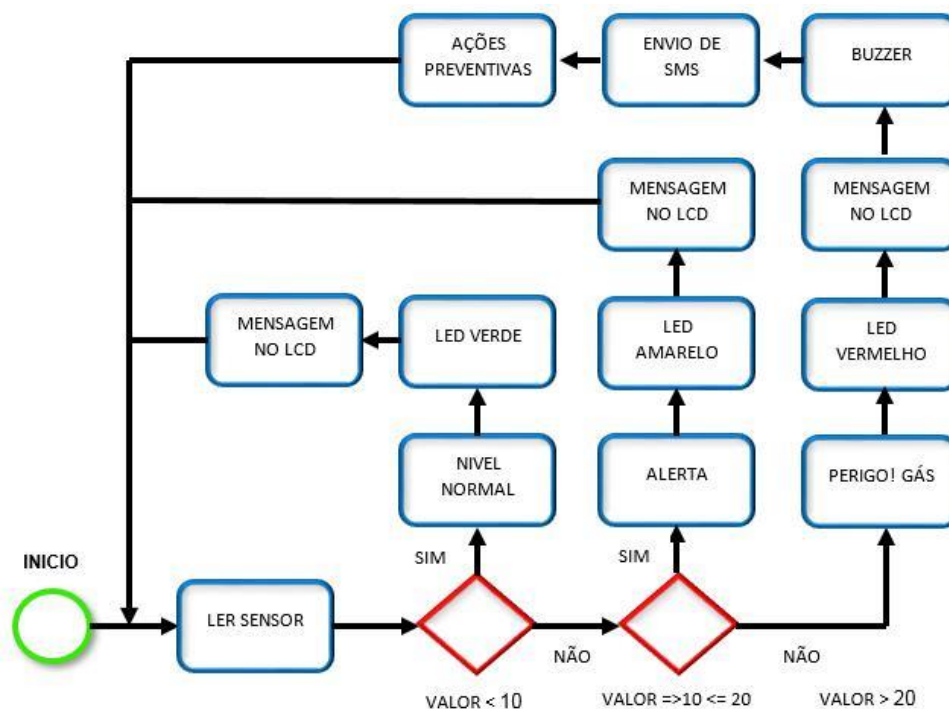 AÇÕES
PREVENTIVAS
ENVIO DE
SMS
BUZZER
MENSAGEM
NO LCD
MENSAGEM
NO LCD
MENSAGEM
NO LCD
LED VERDE
LED
AMARELO
LED
VERMELHO
NIVEL
NORMAL
ALERTA
PERIGO! GÁS
INICIO
SIM
SIM
LER SENSOR
NÃO
NÃO
VALOR < 10
VALOR =>10 <= 20
VALOR > 20